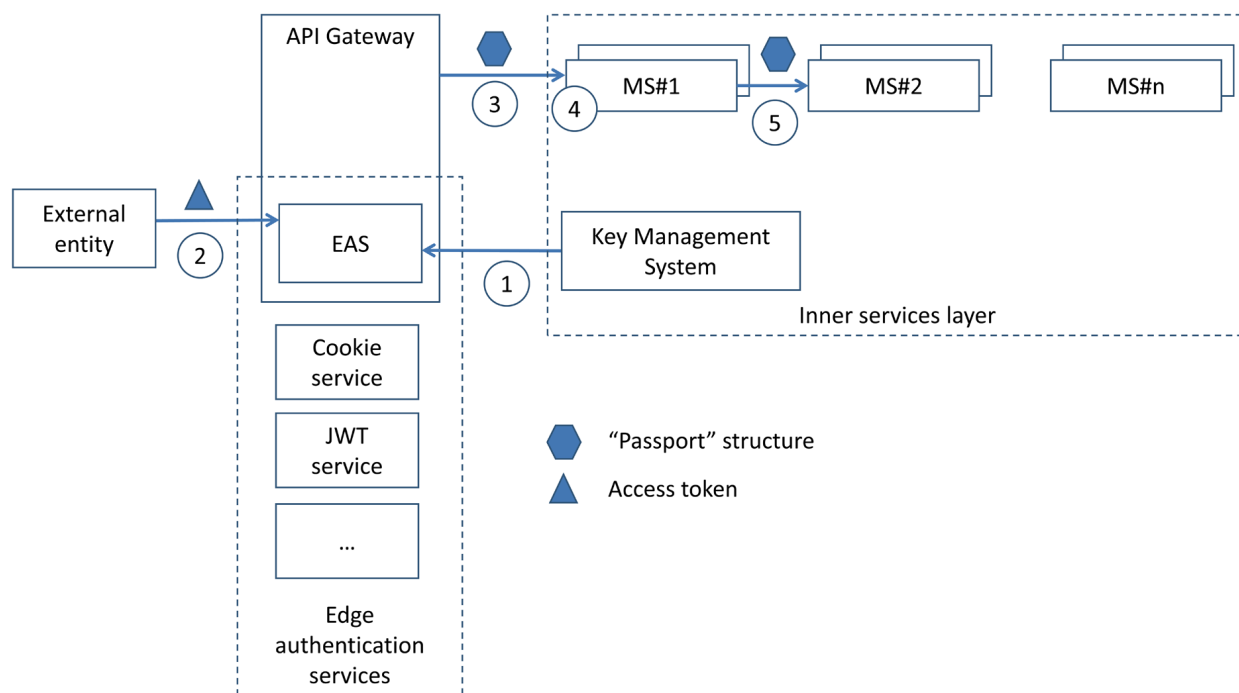 API Gateway
3
4
MS#1
5
MS#2
MS#n
External
entity
2
EAS
1
Key Management
System
Inner services layer
Cookie
service
JWT
service
...
Edge
authentication
services
“Passport” structure
Access token